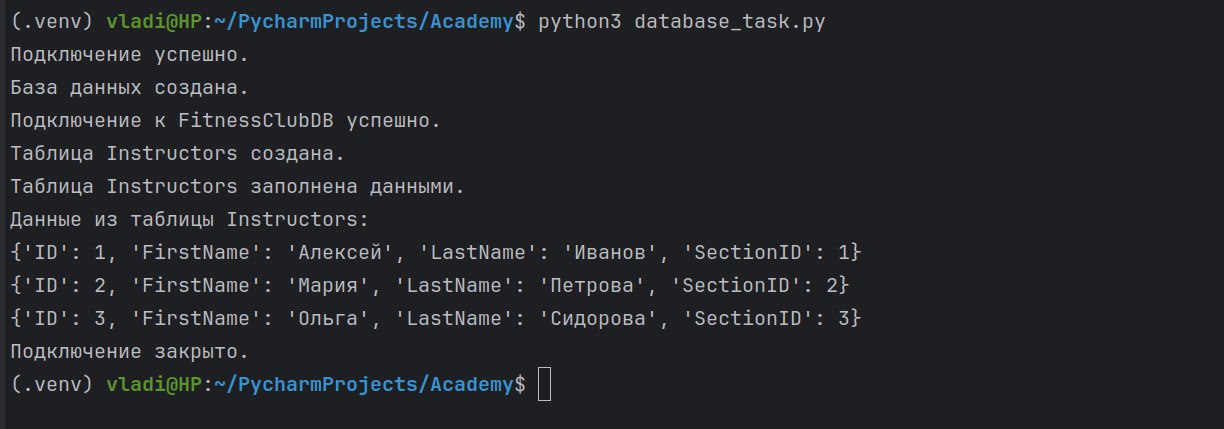 (.venv) vladi@HP:~/PycharmProjects/Academy$ python3 database_task.py
Подключение успешно.
База данных создана.
Подключение к FitnessClubDB успешно.
Таблица Instructors создана.
Таблица Instructors заполнена данными.
Данные из таблицы Instructors:
{'ID': 1, 'FirstName': 'Алексей', 'LastName': 'Иванов', 'SectionID': 1}
{'ID': 2, 'FirstName': 'Мария', 'LastName': 'Петрова', 'SectionID': 2}
{'ID': 3, 'FirstName': 'Ольга', 'LastName': 'Сидорова', 'SectionID': 3}
Подключение закрыто.
(.venv) vladi@HP:~/PycharmProjects/Academy$